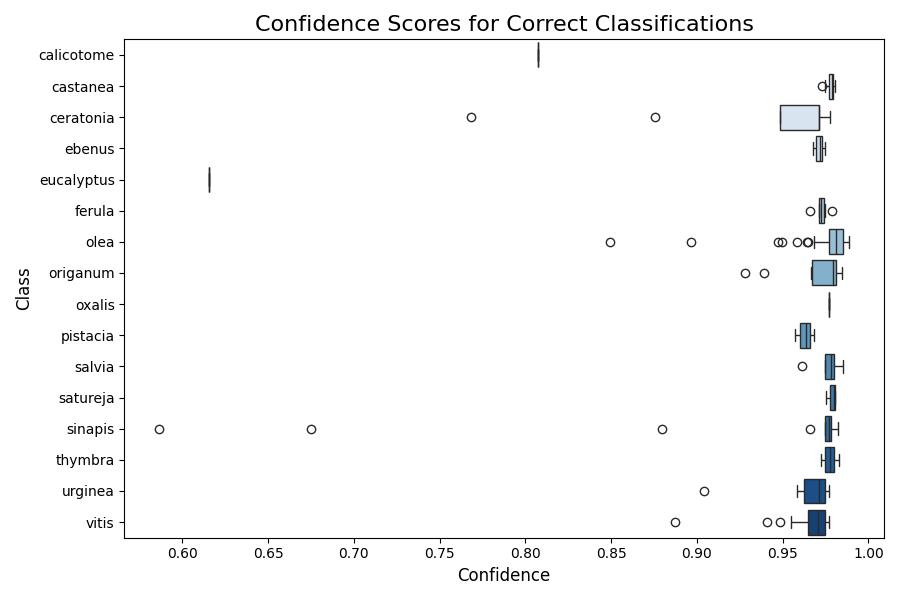 Confidence Scores for Correct Classifications
calicotome
castanea
ceratonia
ebenus
eucalyptus
ferula
olea
origanum
oxalis
pistacia
salvia
satureja
sinapis
thymbra
urginea
vitis
Class
0.60 0.65 0.70 0.75 0.80 0.85 0.90 0.95 1.00
Confidence